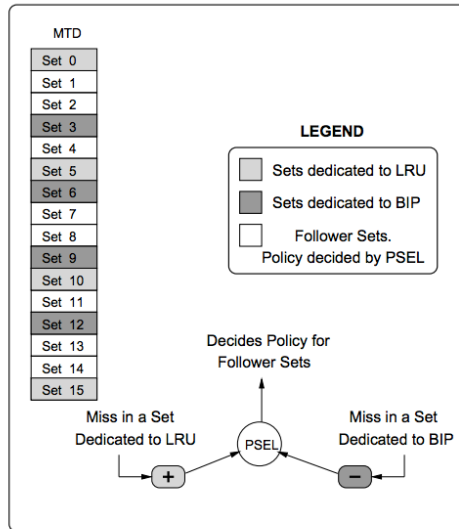 MTD
Set 0
Set 1
Set 2
Set 3
Set 4
Set 5
Set 6
Set 7
Set 8
Set 9
Set 10
Set 11
Set 12
Set 13
Set 14
Set 15
LEGEND
Sets dedicated to LRU
Sets dedicated to BIP
Follower Sets.
Policy decided by PSEL
Decides Policy for
Follower Sets
Miss in a Set
Dedicated to LRU
PSEL
Miss in a Set
Dedicated to BIP
+
−